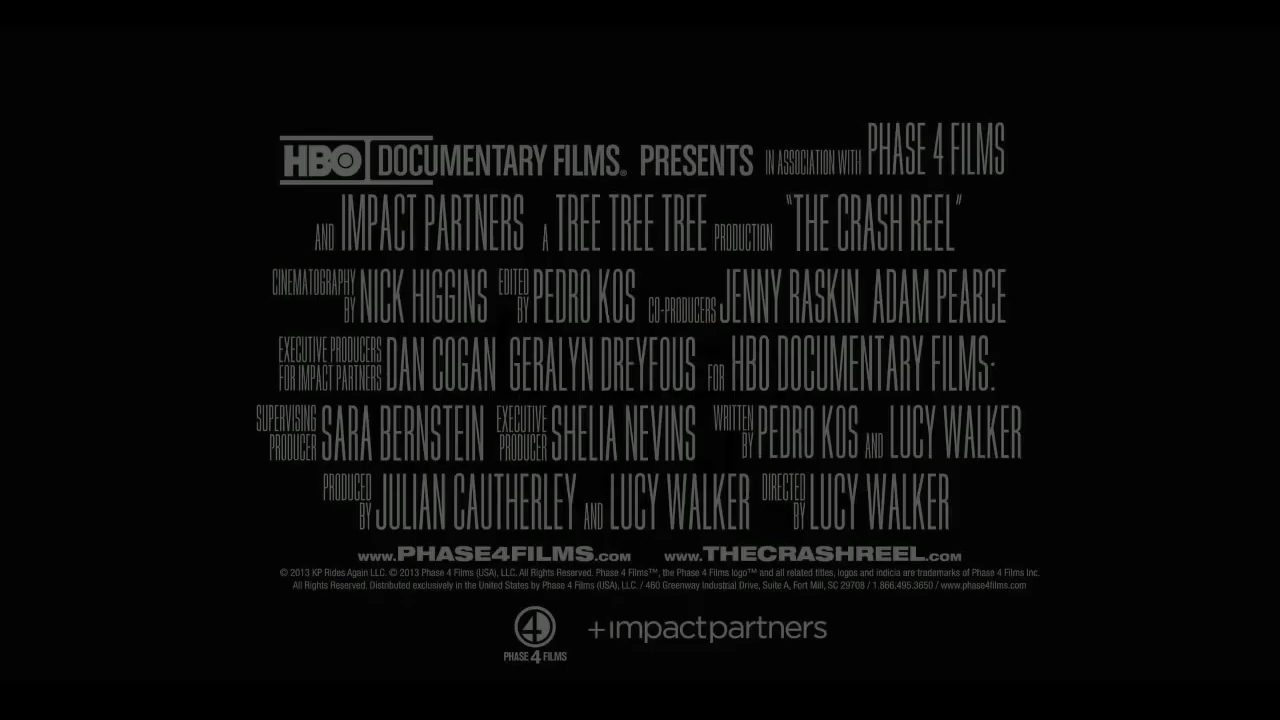 HBO DOCUMENTARY FILMS® PRESENTS IN ASSOCIATION WITH PHASE 4 FILMS
AND IMPACT PARTNERS A TREE TREE TREE PRODUCTION "THE CRASH REEL"
CINEMATOGRAPHY BY NICK HIGGINS EDITED BY PEDRO KOS CO-PRODUCERS JENNY RASKIN ADAM PEARCE
EXECUTIVE PRODUCERS FOR IMPACT PARTNERS DAN COGAN GERALYN DREYFOUS FOR HBO DOCUMENTARY FILMS:
SUPERVISING PRODUCER SARA BERNSTEIN EXECUTIVE PRODUCER SHELIA NEVINS WRITTEN BY PEDRO KOS AND LUCY WALKER
PRODUCED BY JULIAN CAUTHERLEY AND LUCY WALKER DIRECTED BY LUCY WALKER
www.PHASE4FILMS.com www.THECRASHREEL.com
© 2013 KP Rides Again LLC. © 2013 Phase 4 Films (USA), LLC. All Rights Reserved. Phase 4 Films™, the Phase 4 Films logo™ and all related titles, logos and indicia are trademarks of Phase 4 Films Inc.
All Rights Reserved. Distributed exclusively in the United States by Phase 4 Films (USA), LLC. / 460 Greenway Industrial Drive, Suite A, Fort Mill, SC 29708 / 1.866.495.3650 / www.phase4films.com
4 +impactpartners
PHASE 4 FILMS